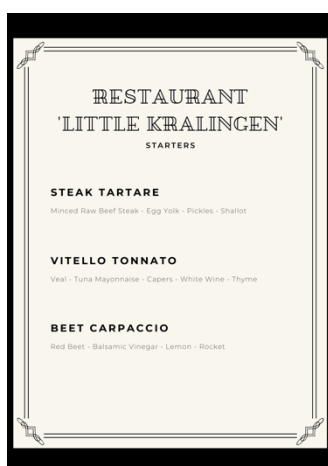 RESTAURANT
'LITTLE KRALINGEN'
STARTERS
STEAK TARTARE
Minced Raw Beef Steak - Egg Yolk - Pickles - Shallot
VITELLO TONNATO
Veal - Tuna Mayonnaise - Capers - White Wine - Thyme
BEET CARPACCIO
Red Beet - Balsamic Vinegar - Lemon - Rocket